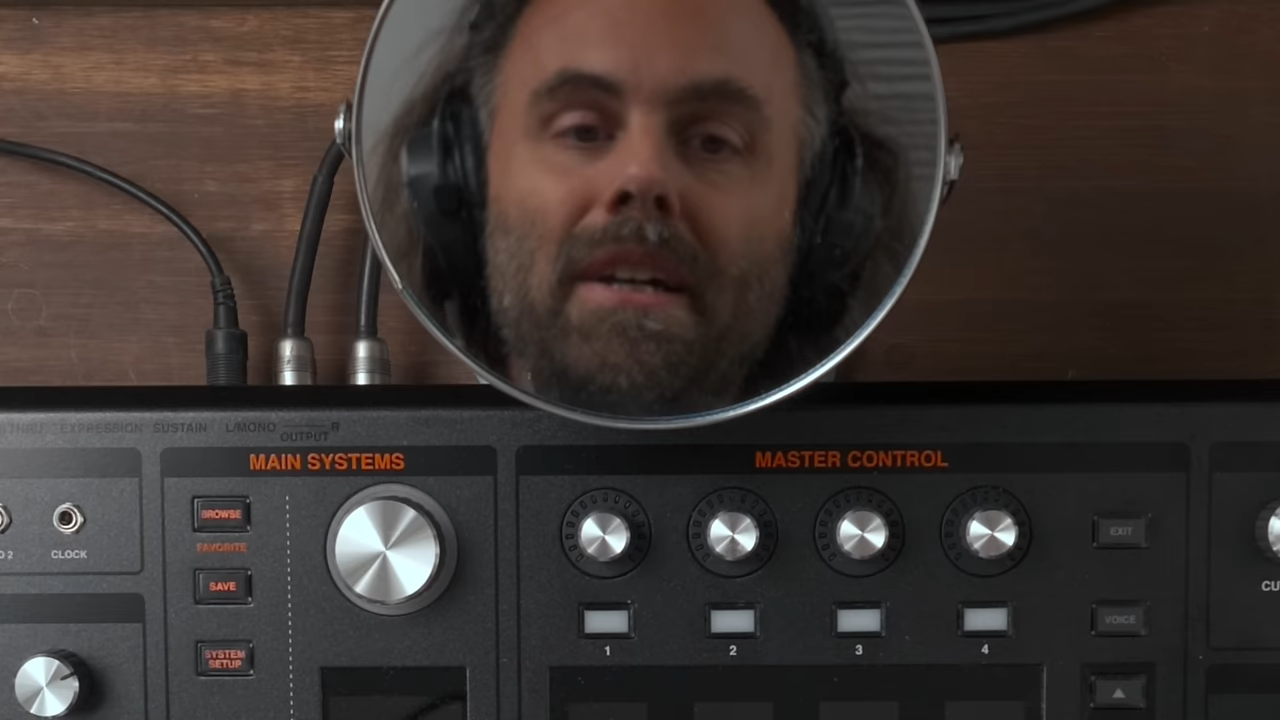 THRU EXPRESSION SUSTAIN L/MONO R
OUTPUT
MAIN SYSTEMS
MASTER CONTROL
BROWSE
EXIT
FAVORITE
CLOCK
SAVE
VOICE
1 2 3 4
SYSTEM
SETUP